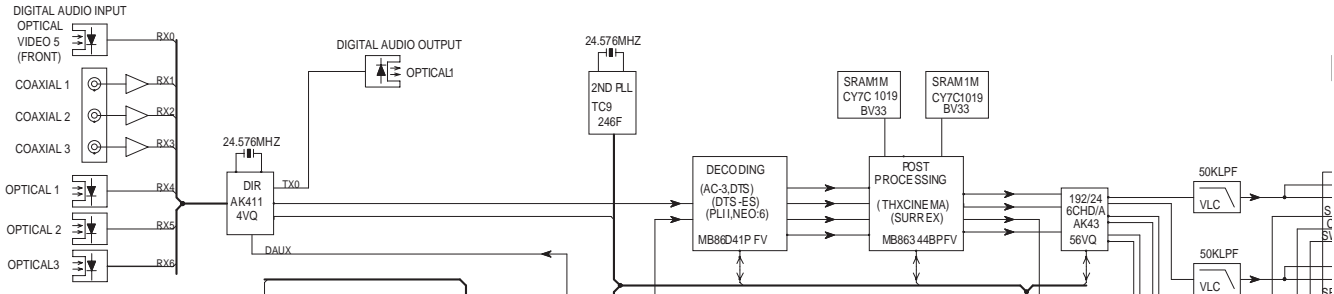 DIGITAL AUDIO INPUT
OPTICAL
VIDEO 5
(FRONT)
RX0
COAXIAL 1
RX1
COAXIAL 2
RX2
COAXIAL 3
RX3
OPTICAL 1
RX4
OPTICAL 2
RX5
OPTICAL3
RX6
DIGITAL AUDIO OUTPUT
OPTICAL1
24.576MHZ
DIR
AK411
4VQ
TX0
DAUX
24.576MHZ
2ND PLL
TC9
246F
DECODING
(AC-3,DTS)
(DTS-ES)
(PLII,NEO:6)
MB86D41P FV
SRAM1M
CY7C 1019
BV33
SRAM1M
CY7C1019
BV33
POST
PROCESSING
(THXCINEMA)
(SURR EX)
MB863 44BPFV
192/24
6CHD/A
AK43
56VQ
50KLPF
VLC
50KLPF
VLC